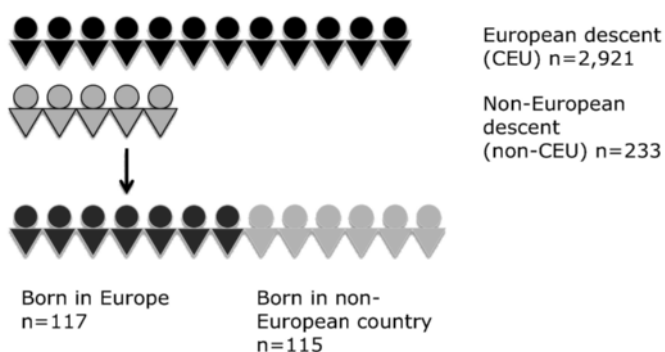 European descent
(CEU) n=2,921
Non-European
descent
(non-CEU) n=233
Born in Europe
n=117
Born in non-
European country
n=115